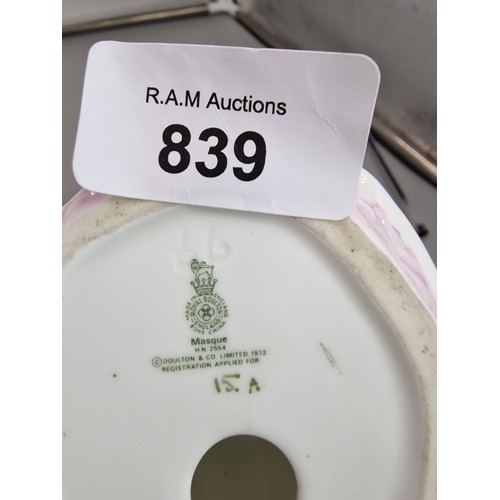 R.A.M Auctions
839
MADE IN ENGLAND
ROYAL DOULTON
ENGLAND
BONE CHINA
Masque
H.N. 2554
© DOULTON & CO. LIMITED. 1972
REGISTRATION APPLIED FOR
15. A